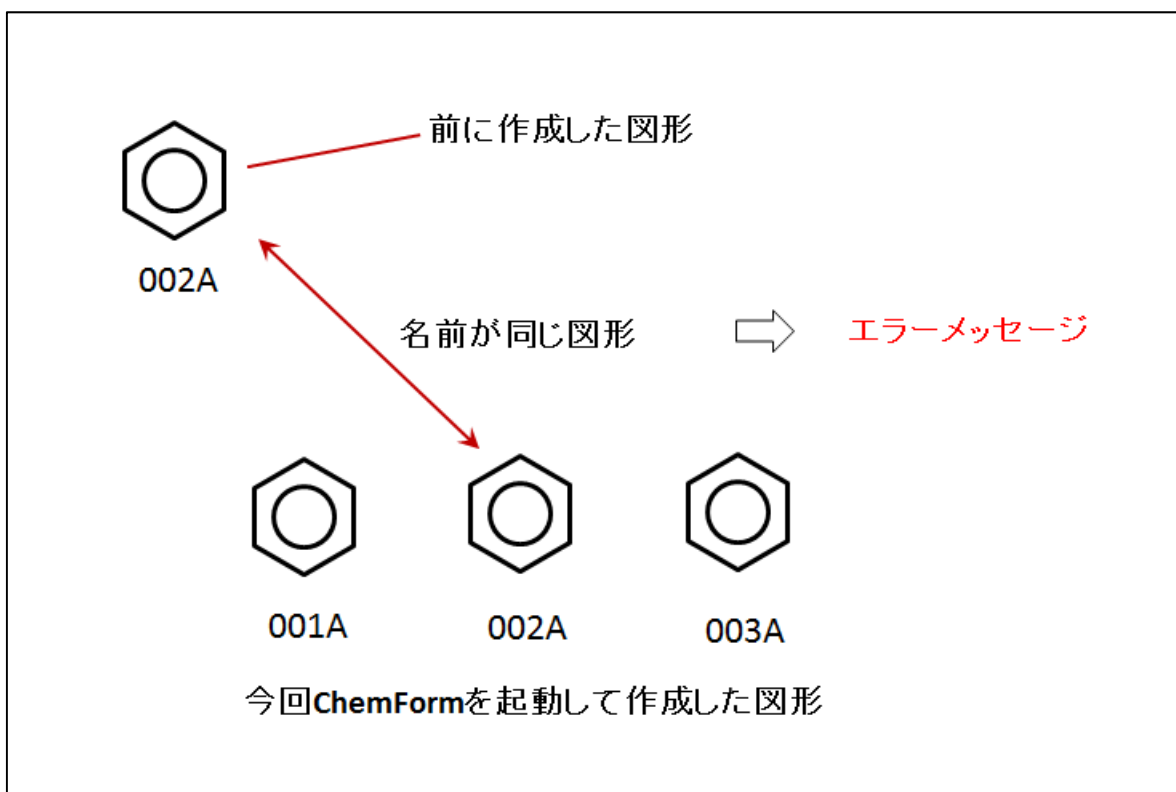 前に作成した図形
002A
名前が同じ図形
エラーメッセージ
001A
002A
003A
今回ChemFormを起動して作成した図形